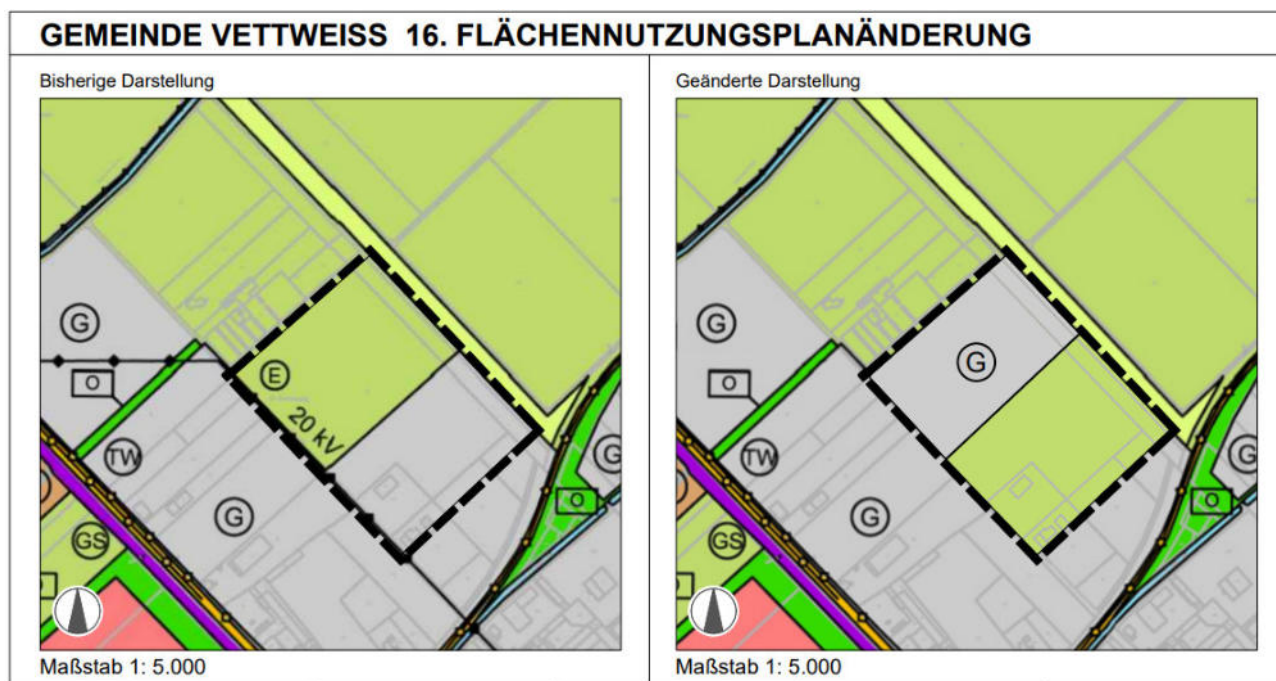 GEMEINDE VETTWEISS 16. FLÄCHENNUTZUNGSPLANÄNDERUNG
Bisherige Darstellung
G
O
E
20 kV
TW
G
GS
G
O
Maßstab 1: 5.000
Geänderte Darstellung
G
O
G
TW
G
GS
G
O
Maßstab 1: 5.000